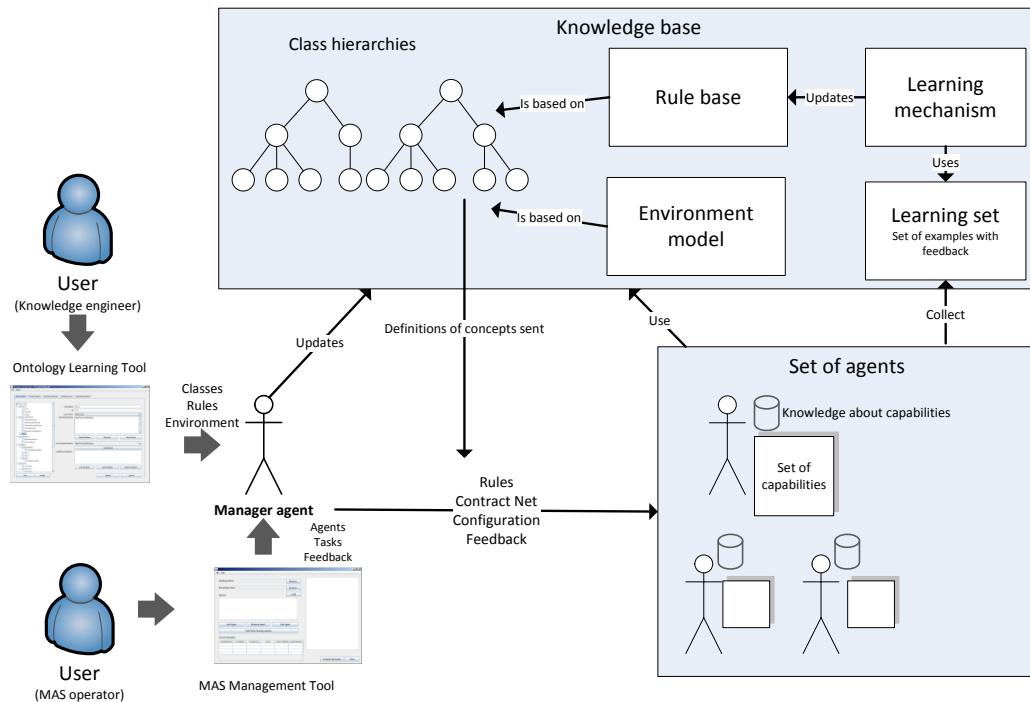 Knowledge base
Class hierarchies
Is based on
Rule base
Updates
Learning
mechanism
Uses
Is based on
Environment
model
Learning set
Set of examples with
feedback
User
(Knowledge engineer)
Ontology Learning Tool
Updates
Definitions of concepts sent
Use
Collect
Classes
Rules
Environment
Manager agent
Agents
Tasks
Feedback
Rules
Contract Net
Configuration
Feedback
Set of agents
Knowledge about capabilities
Set of
capabilities
User
(MAS operator)
MAS Management Tool